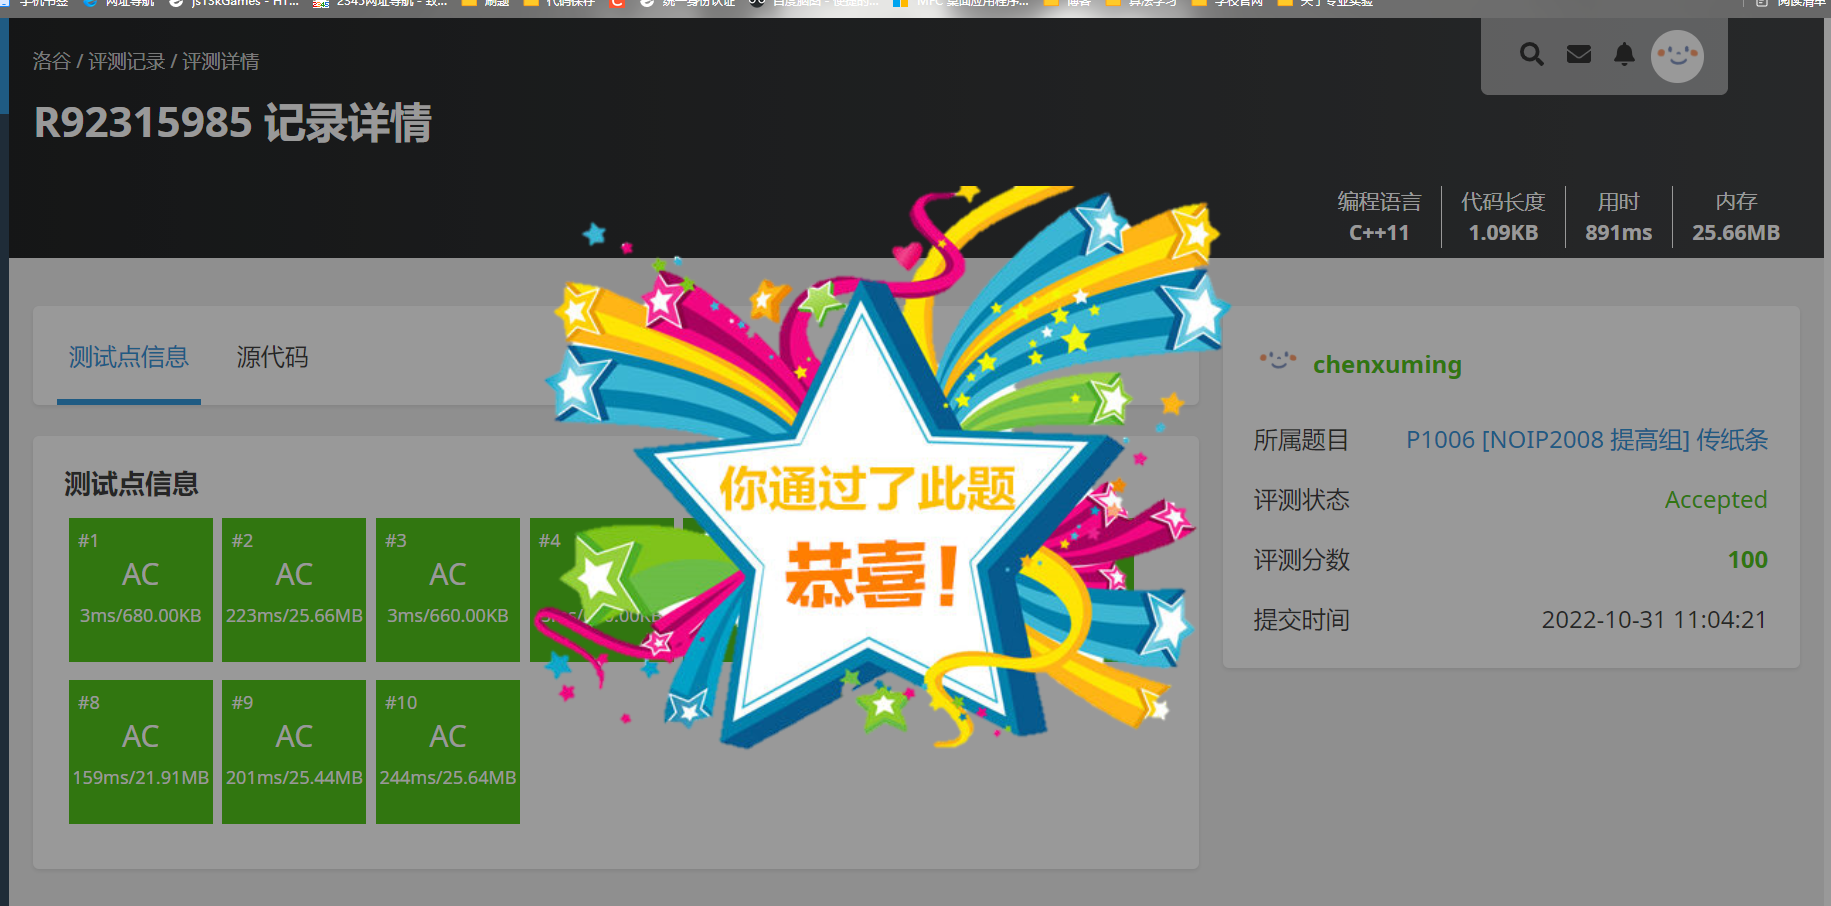 洛谷 / 评测记录 / 评测详情
R92315985 记录详情
编程语言
C++11
代码长度
1.09KB
用时
891ms
内存
25.66MB
测试点信息
源代码
chenxuming
所属题目
P1006 [NOIP2008 提高组] 传纸条
评测状态
Accepted
评测分数
100
提交时间
2022-10-31 11:04:21
测试点信息
#1
AC
3ms/680.00KB
#2
AC
223ms/25.66MB
#3
AC
3ms/660.00KB
#4
你通过了此题
恭喜!
#8
AC
159ms/21.91MB
#9
AC
201ms/25.44MB
#10
AC
244ms/25.64MB